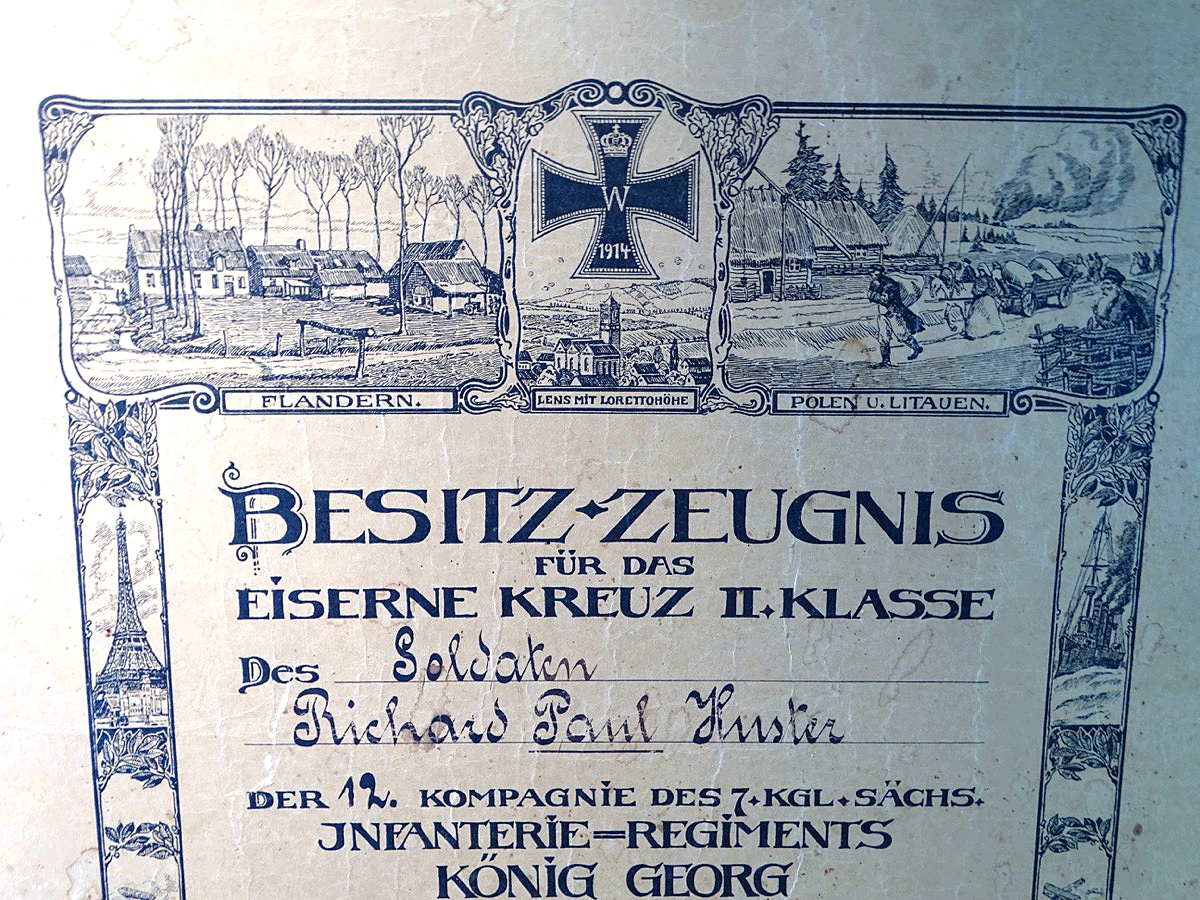 W
1914
FLANDERN.
LENS MIT LORETTOHÖHE
POLEN U. LITAUEN.
BESITZ-ZEUGNIS
FÜR DAS
EISERNE KREUZ II. KLASSE
Des Soldaten
Richard Paul Huster
DER 12. KOMPAGNIE DES 7. KGL. SÄCHS.
JNFANTERIE=REGIMENTS
KÖNIG GEORG